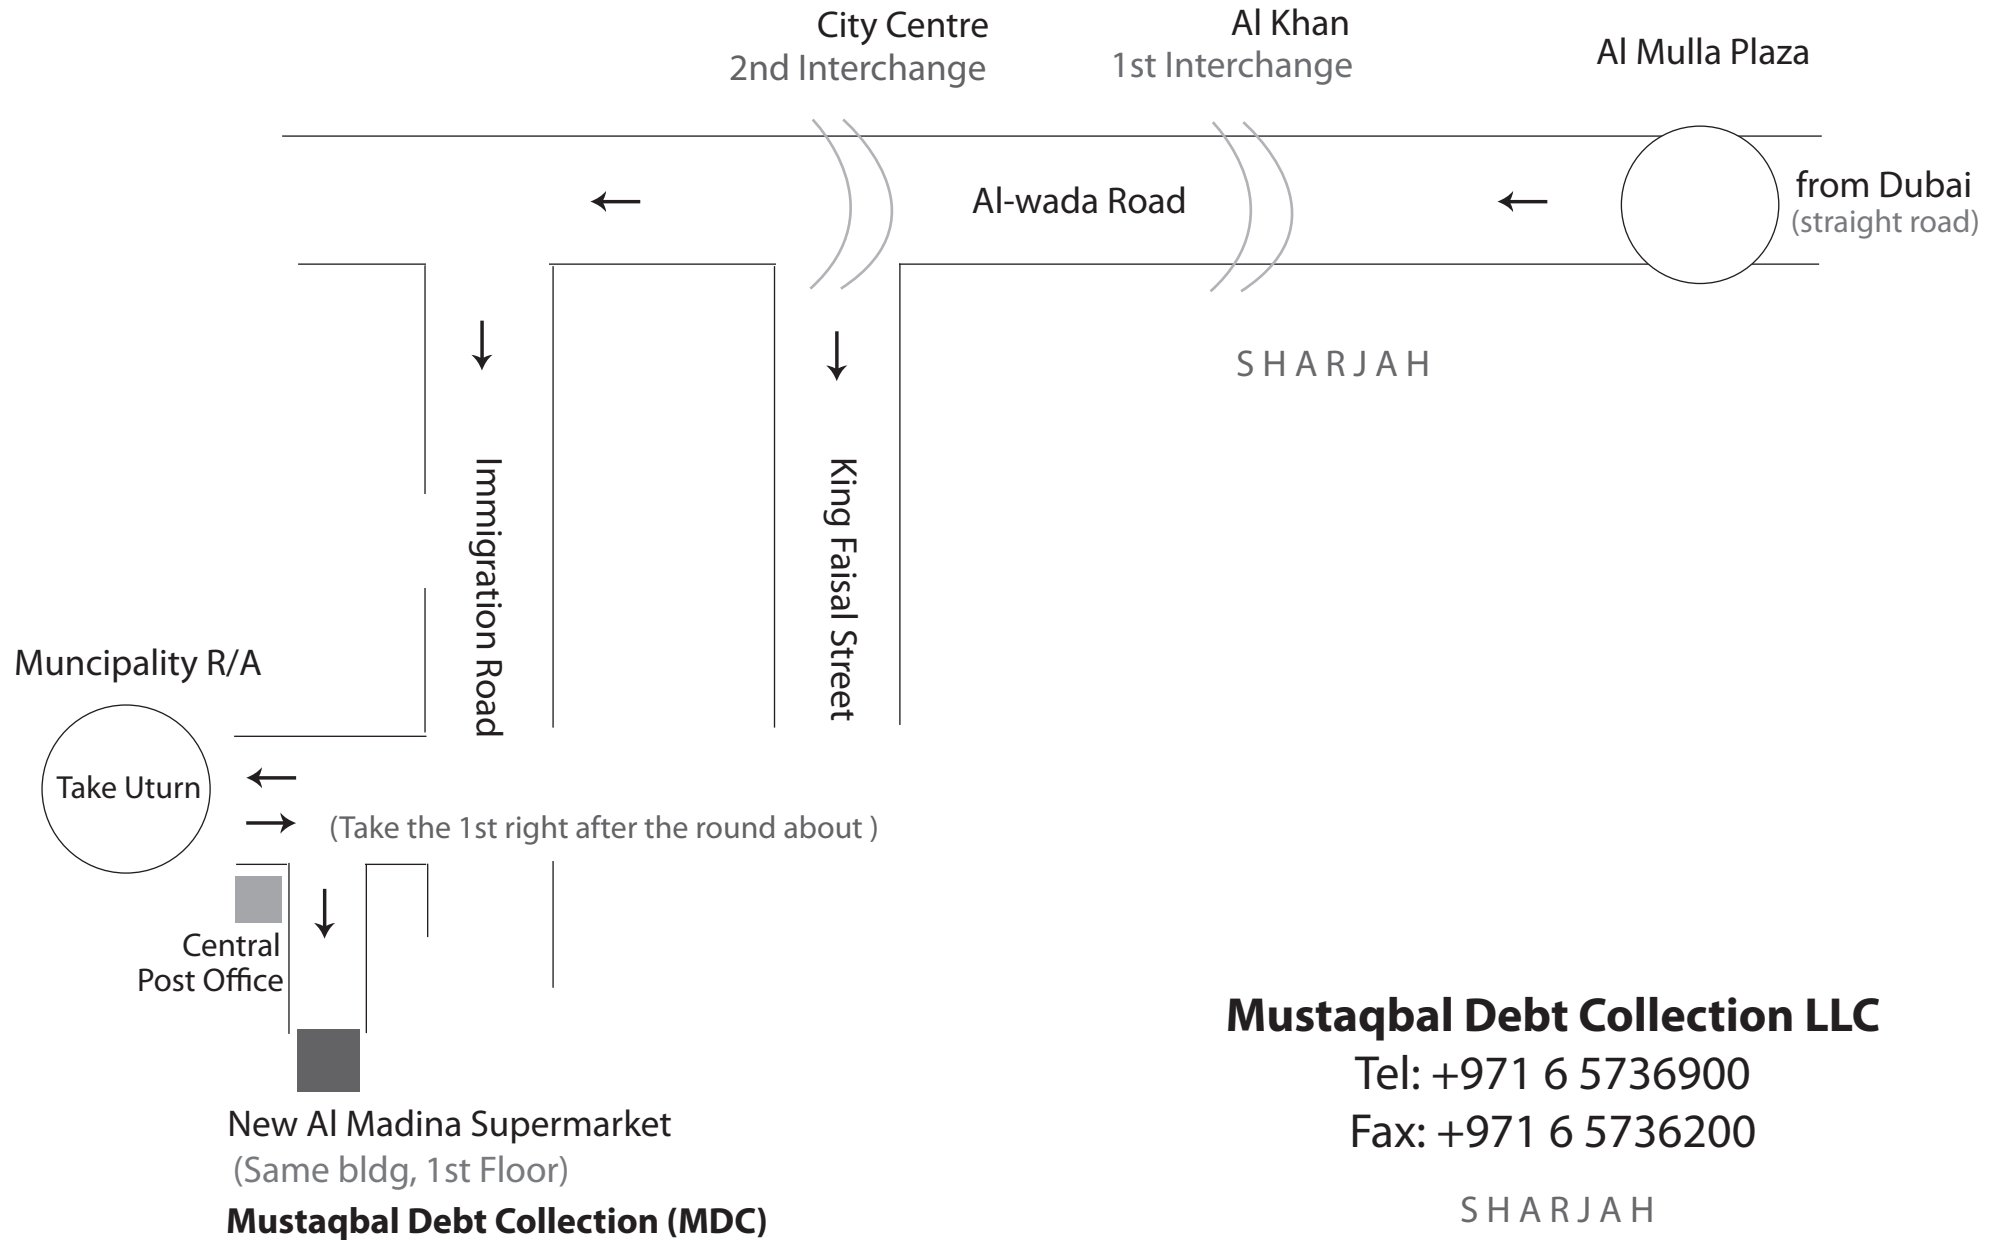 City Centre
2nd Interchange
Al Khan
1st Interchange
Al Mulla Plaza
Al-wada Road
from Dubai
(straight road)
SHARJAH
Immigration Road
King Faisal Street
Muncipality R/A
Take Uturn
(Take the 1st right after the round about )
Central
Post Office
New Al Madina Supermarket
(Same bldg, 1st Floor)
Mustaqbal Debt Collection (MDC)
Mustaqbal Debt Collection LLC
Tel: +971 6 5736900
Fax: +971 6 5736200
SHARJAH